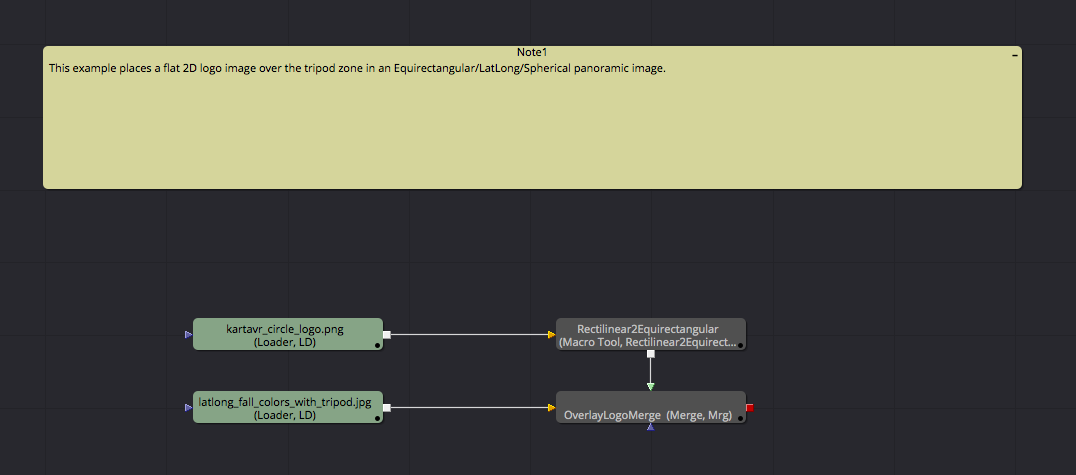 Note1
This example places a flat 2D logo image over the tripod zone in an Equirectangular/LatLong/Spherical panoramic image.
kartavr_circle_logo.png
(Loader, LD)
Rectilinear2Equirectangular
(Macro Tool, Rectilinear2Equirect...
latlong_fall_colors_with_tripod.jpg
(Loader, LD)
OverlayLogoMerge (Merge, Mrg)